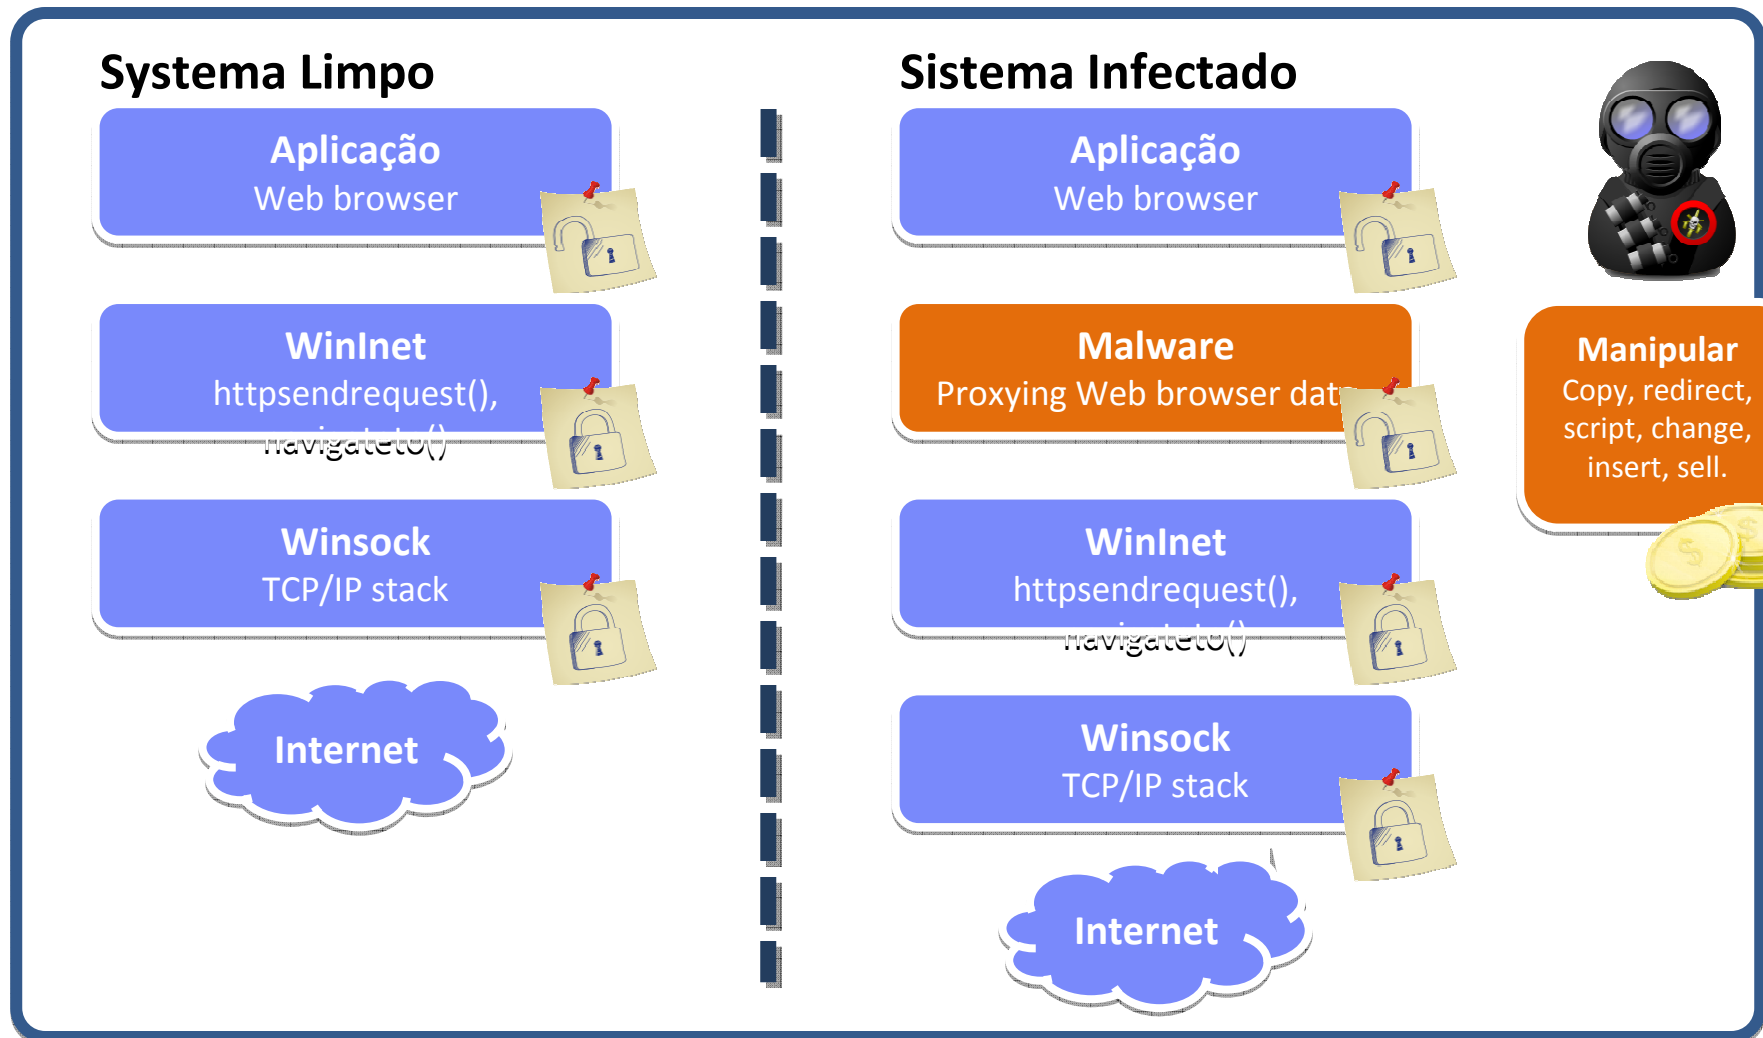 Systema Limpo
Aplicação
Web browser
WinInet
httpsendrequest(),
navigateto()
Winsock
TCP/IP stack
Internet
Sistema Infectado
Aplicação
Web browser
Malware
Proxying Web browser dat
WinInet
httpsendrequest(),
navigateto()
Winsock
TCP/IP stack
Internet
Manipular
Copy, redirect,
script, change,
insert, sell.